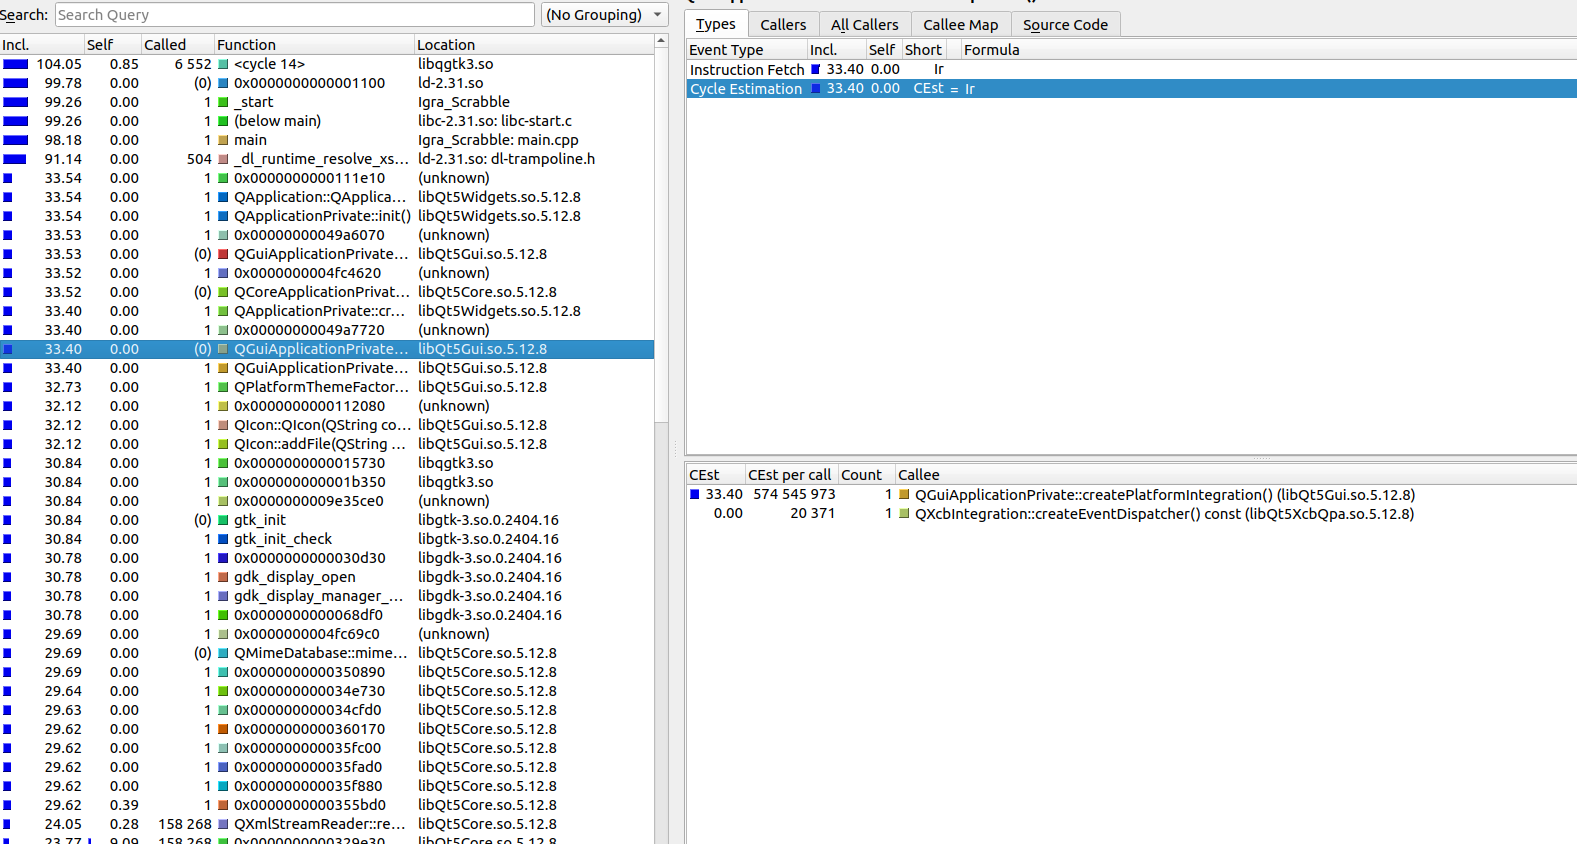 Search: Search Query (No Grouping)
Incl. Self Called Function Location
104.05 0.85 6 552 <cycle 14> libqgtk3.so
99.78 0.00 (0) 0x0000000000001100 ld-2.31.so
99.26 0.00 1 _start Igra_Scrabble
99.26 0.00 1 (below main) libc-2.31.so: libc-start.c
98.18 0.00 1 main Igra_Scrabble: main.cpp
91.14 0.00 504 _dl_runtime_resolve_xs... ld-2.31.so: dl-trampoline.h
33.54 0.00 1 0x0000000000111e10 (unknown)
33.54 0.00 1 QApplication::QApplica... libQt5Widgets.so.5.12.8
33.54 0.00 1 QApplicationPrivate::init() libQt5Widgets.so.5.12.8
33.53 0.00 1 0x00000000049a6070 (unknown)
33.53 0.00 (0) QGuiApplicationPrivate... libQt5Gui.so.5.12.8
33.52 0.00 1 0x0000000004fc4620 (unknown)
33.52 0.00 (0) QCoreApplicationPrivat... libQt5Core.so.5.12.8
33.40 0.00 1 QApplicationPrivate::cr... libQt5Widgets.so.5.12.8
33.40 0.00 1 0x00000000049a7720 (unknown)
33.40 0.00 (0) QGuiApplicationPrivate... libQt5Gui.so.5.12.8
33.40 0.00 1 QGuiApplicationPrivate... libQt5Gui.so.5.12.8
32.73 0.00 1 QPlatformThemeFactor... libQt5Gui.so.5.12.8
32.12 0.00 1 0x0000000000112080 (unknown)
32.12 0.00 1 QIcon::QIcon(QString co... libQt5Gui.so.5.12.8
32.12 0.00 1 QIcon::addFile(QString ... libQt5Gui.so.5.12.8
30.84 0.00 1 0x0000000000015730 libqgtk3.so
30.84 0.00 1 0x000000000001b350 libqgtk3.so
30.84 0.00 1 0x0000000009e35ce0 (unknown)
30.84 0.00 (0) gtk_init libgtk-3.so.0.2404.16
30.84 0.00 1 gtk_init_check libgtk-3.so.0.2404.16
30.78 0.00 1 0x0000000000030d30 libgdk-3.so.0.2404.16
30.78 0.00 1 gdk_display_open libgdk-3.so.0.2404.16
30.78 0.00 1 gdk_display_manager_... libgdk-3.so.0.2404.16
30.78 0.00 1 0x0000000000068df0 libgdk-3.so.0.2404.16
29.69 0.00 1 0x0000000004fc69c0 (unknown)
29.69 0.00 (0) QMimeDatabase::mime... libQt5Core.so.5.12.8
29.69 0.00 1 0x0000000000350890 libQt5Core.so.5.12.8
29.64 0.00 1 0x000000000034e730 libQt5Core.so.5.12.8
29.63 0.00 1 0x000000000034cfd0 libQt5Core.so.5.12.8
29.62 0.00 1 0x0000000000360170 libQt5Core.so.5.12.8
29.62 0.00 1 0x000000000035fc00 libQt5Core.so.5.12.8
29.62 0.00 1 0x000000000035fad0 libQt5Core.so.5.12.8
29.62 0.00 1 0x000000000035f880 libQt5Core.so.5.12.8
29.62 0.39 1 0x0000000000355bd0 libQt5Core.so.5.12.8
24.05 0.28 158 268 QXmlStreamReader::re... libQt5Core.so.5.12.8
23.77 9.09 158 268 0x0000000000329e30 libQt5Core.so.5.12.8
Types Callers All Callers Callee Map Source Code
Event Type Incl. Self Short Formula
Instruction Fetch 33.40 0.00 Ir
Cycle Estimation 33.40 0.00 CEst = Ir
CEst CEst per call Count Callee
33.40 574 545 973 1 QGuiApplicationPrivate::createPlatformIntegration() (libQt5Gui.so.5.12.8)
0.00 20 371 1 QXcbIntegration::createEventDispatcher() const (libQt5XcbQpa.so.5.12.8)